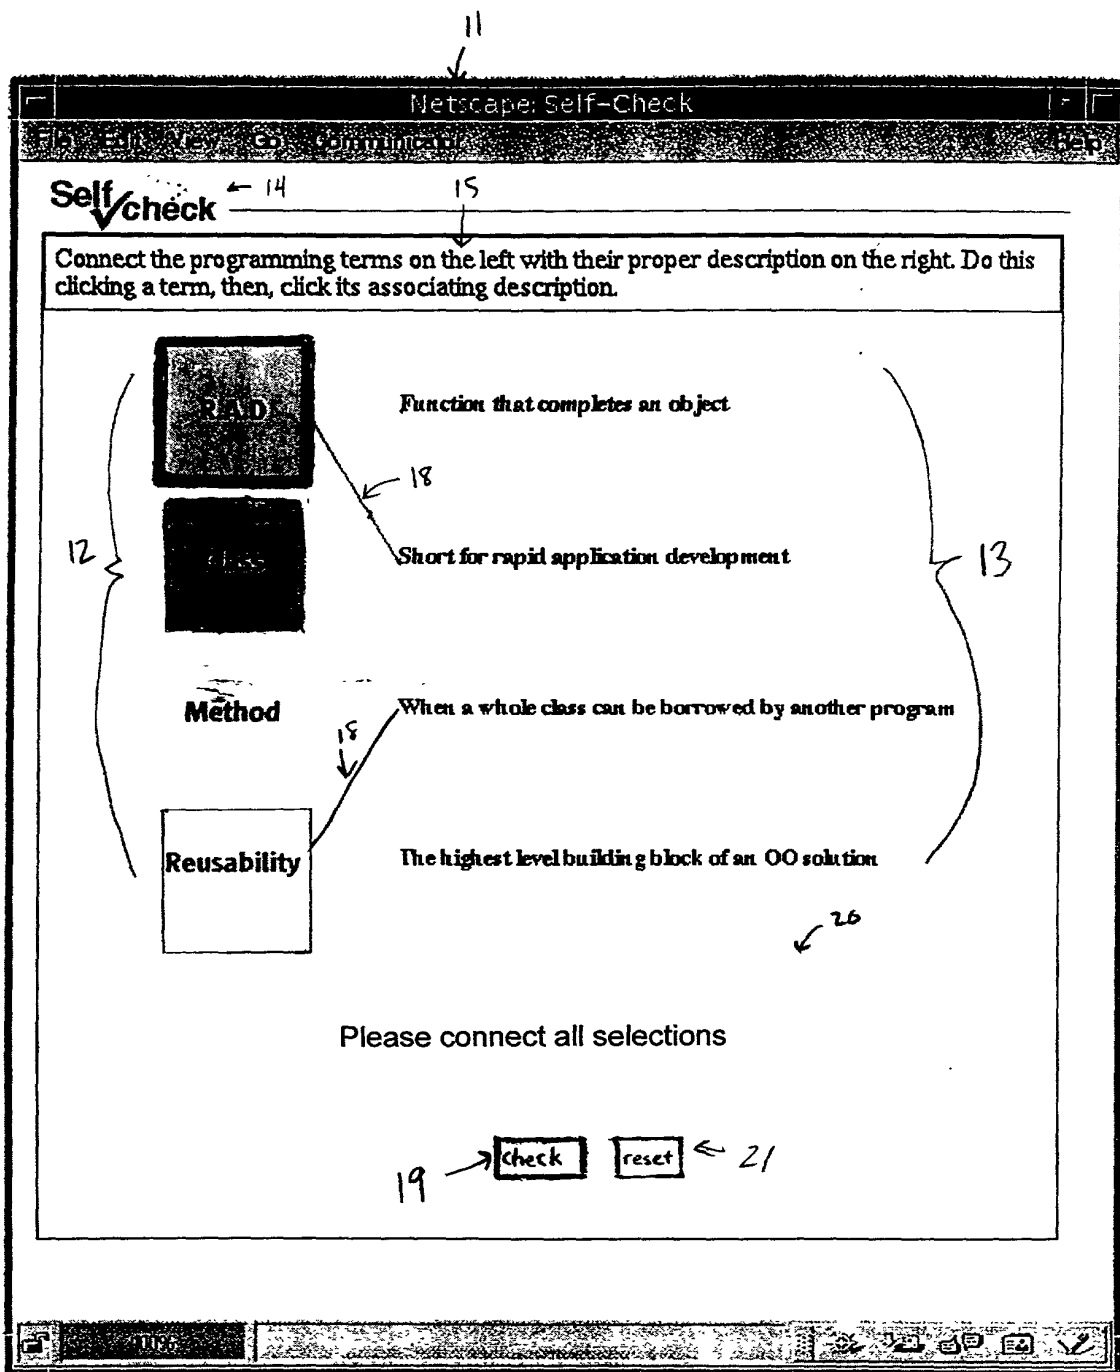 11
Netscape: Self-Check
File Edit View Go Communicator Help
Self check
14
15
Connect the programming terms on the left with their proper description on the right. Do this
clicking a term, then, click its associating description.
R.A.D. Function that completes an object
18
12
Class Short for rapid application development
13
Method When a whole class can be borrowed by another program
18
Reusability The highest level building block of an OO solution
20
Please connect all selections
19 check reset 21